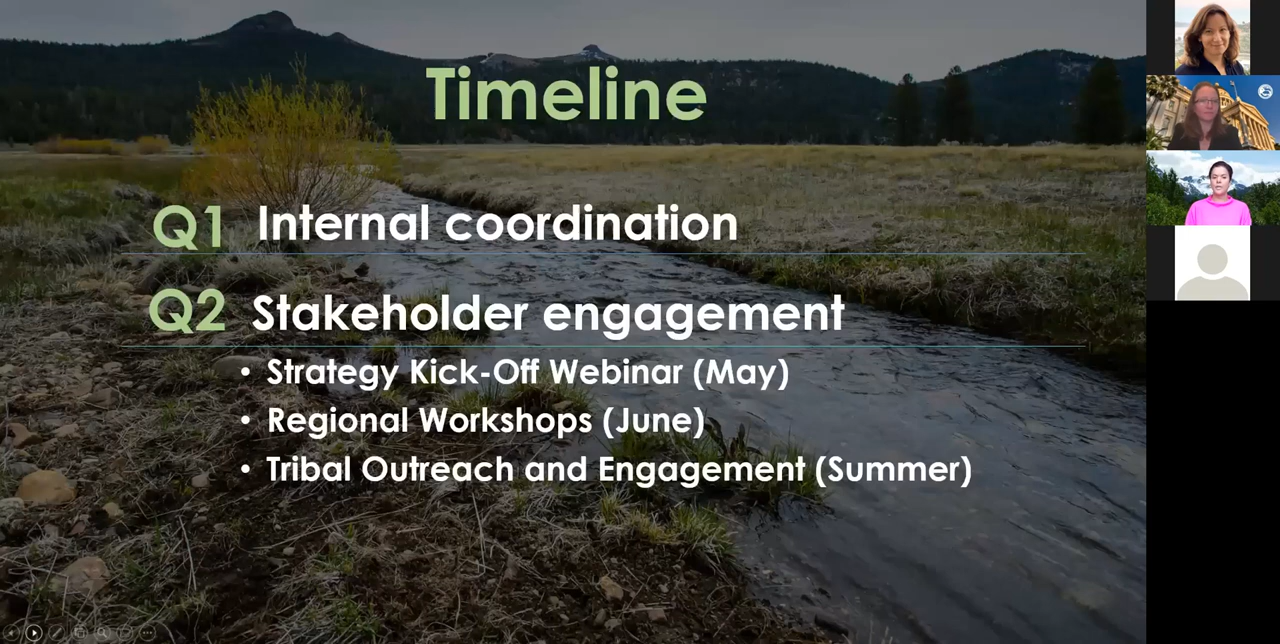 Timeline
Q1 Internal coordination
Q2 Stakeholder engagement
• Strategy Kick-Off Webinar (May)
• Regional Workshops (June)
• Tribal Outreach and Engagement (Summer)